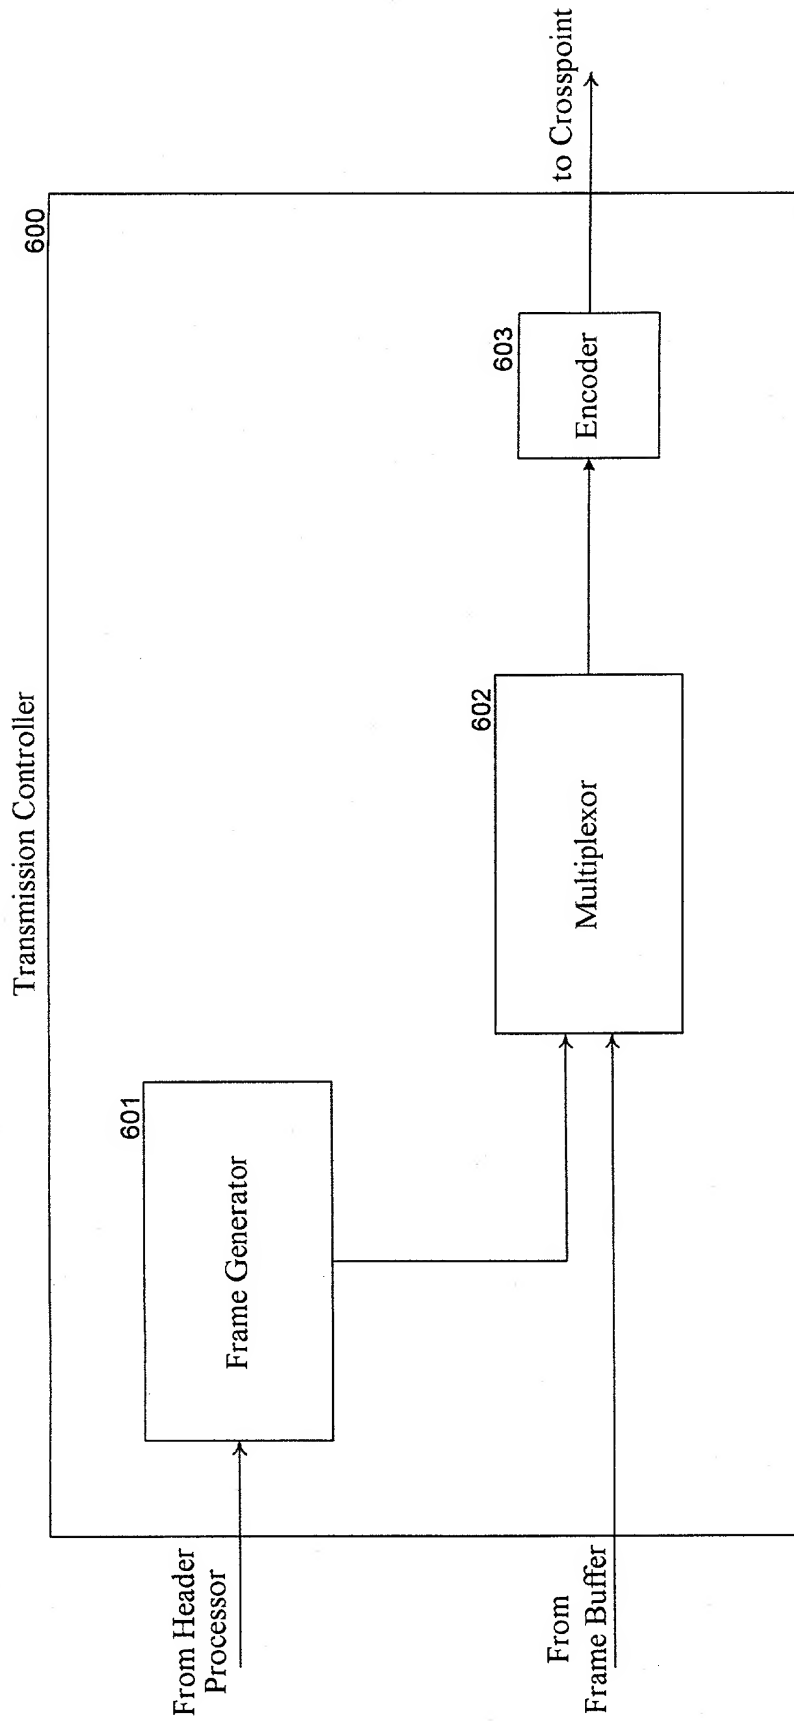 Transmission Controller
600
From Header
Processor
601
Frame Generator
From
Frame Buffer
602
Multiplexor
603
Encoder
to Crosspoint